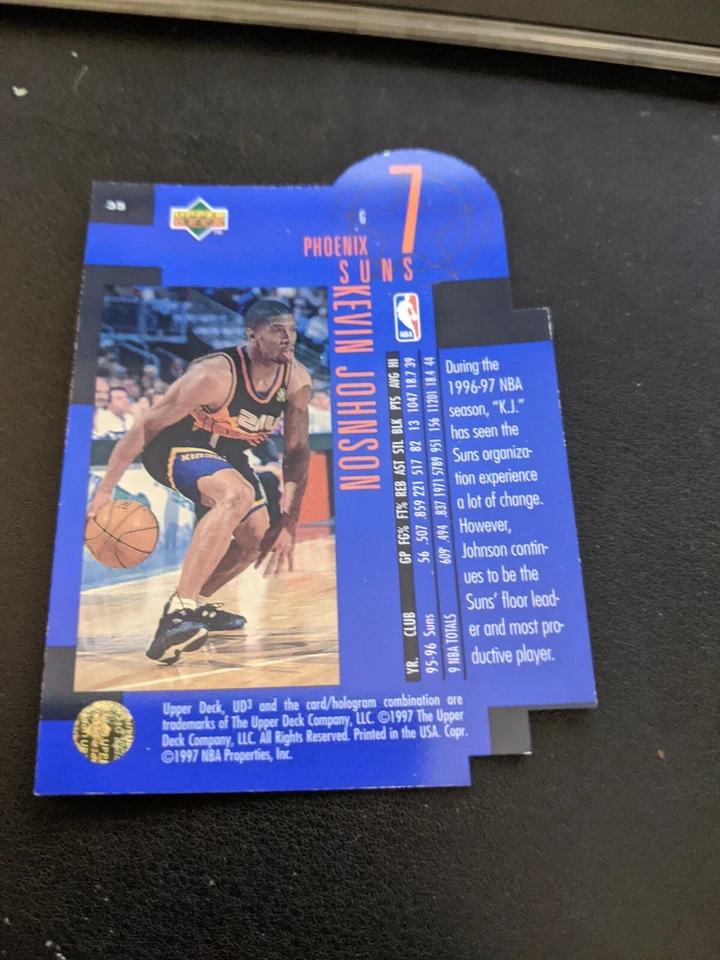 35
UPPER
DECK
7
G
PHOENIX
SUNS
KEVIN JOHNSON
NBA
YR. CLUB GP FG% FT% REB AST STL BLK PTS AVG HI
95-96 Suns 56 .507 .859 221 517 82 13 1047 18.7 39
9 NBA TOTALS 609 .494 .837 1971 5789 951 156 11201 18.4 44
During the
1996-97 NBA
season, "K.J."
has seen the
Suns organiza-
tion experience
a lot of change.
However,
Johnson contin-
ues to be the
Suns' floor lead-
er and most pro-
ductive player.
Upper Deck, UD³ and the card/hologram combination are
trademarks of The Upper Deck Company, LLC. ©1997 The Upper
Deck Company, LLC. All Rights Reserved. Printed in the USA. Copr.
©1997 NBA Properties, Inc.